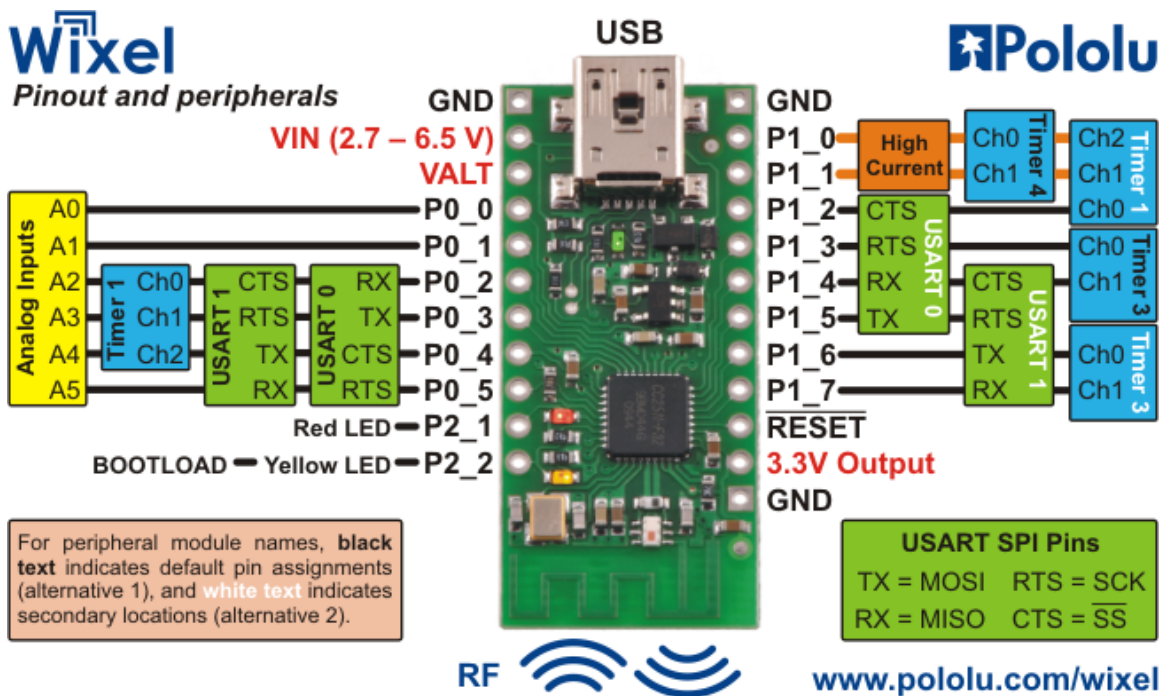 Wixel
Pinout and peripherals
USB
Pololu
GND
VIN (2.7 – 6.5 V)
VALT
P0_0
P0_1
P0_2
P0_3
P0_4
P0_5
P2_1
P2_2
Analog Inputs
A0
A1
A2
A3
A4
A5
Timer 1
Ch0
Ch1
Ch2
USART 1
CTS
RTS
TX
RX
USART 0
RX
TX
CTS
RTS
Red LED
BOOTLOAD
Yellow LED
GND
P1_0
P1_1
P1_2
P1_3
P1_4
P1_5
P1_6
P1_7
RESET
3.3V Output
GND
High
Current
Ch0
Ch1
Timer 4
Ch2
Ch1
Ch0
Timer 1
CTS
RTS
RX
TX
USART 0
Ch0
Ch1
Timer 3
CTS
RTS
TX
RX
USART 1
Ch0
Ch1
Timer 3
For peripheral module names, black
text indicates default pin assignments
(alternative 1), and white text indicates
secondary locations (alternative 2).
USART SPI Pins
TX = MOSI RTS = SCK
RX = MISO CTS = S̅S̅
RF
www.pololu.com/wixel